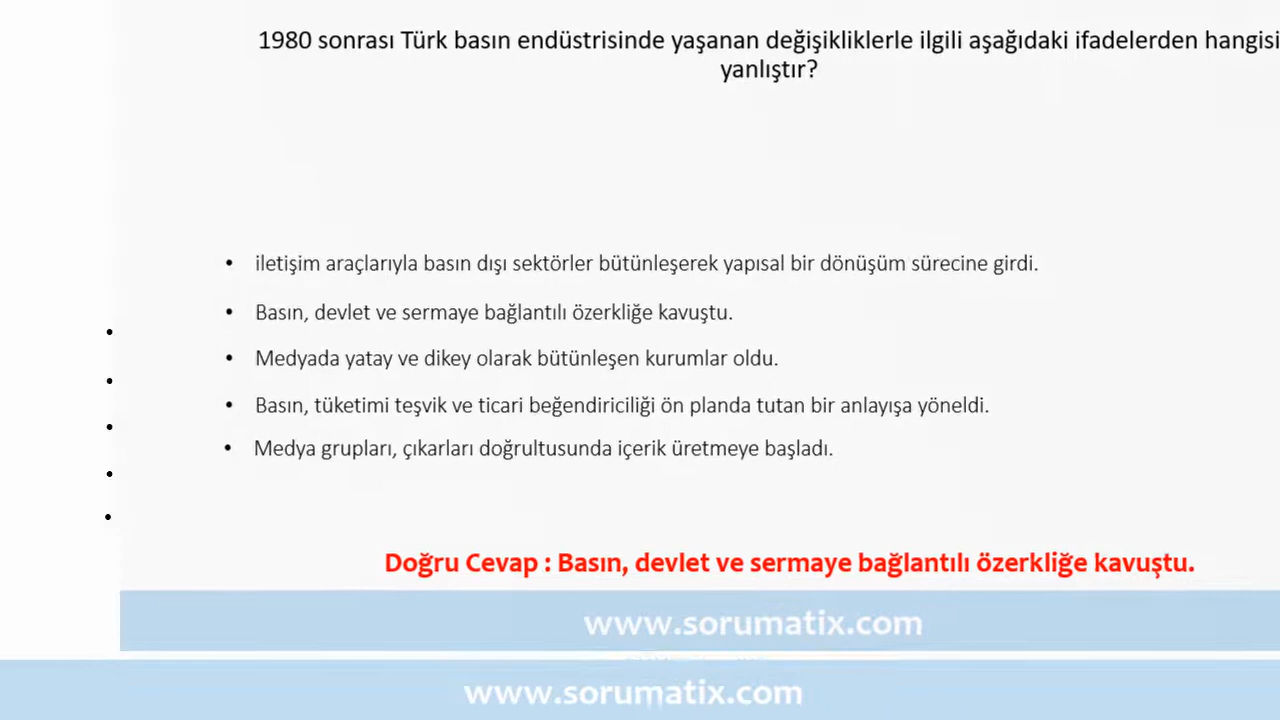 1980 sonrası Türk basın endüstrisinde yaşanan değişikliklerle ilgili aşağıdaki ifadelerden hangisi
yanlıştır?
• iletişim araçlarıyla basın dışı sektörler bütünleşerek yapısal bir dönüşüm sürecine girdi.
• Basın, devlet ve sermaye bağlantılı özerkliğe kavuştu.
• Medyada yatay ve dikey olarak bütünleşen kurumlar oldu.
• Basın, tüketimi teşvik ve ticari beğendiriciliği ön planda tutan bir anlayışa yöneldi.
• Medya grupları, çıkarları doğrultusunda içerik üretmeye başladı.
Doğru Cevap : Basın, devlet ve sermaye bağlantılı özerkliğe kavuştu.
www.sorumatix.com
www.sorumatix.com